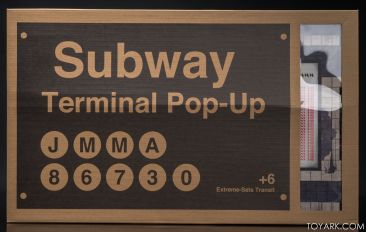 Subway
Terminal Pop-Up
J M M A
8 6 7 3 0
+6
Extreme-Sets Transit
TOYARK.COM